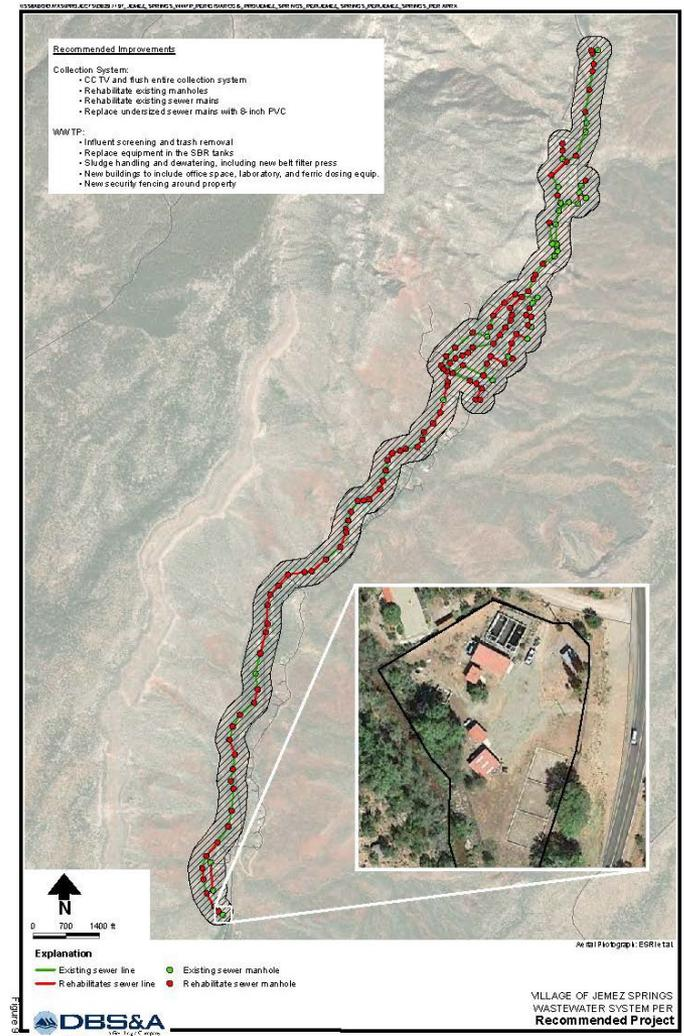 Recommended Improvements
Collection System:
• CCTV and flush entire collection system
• Rehabilitate existing manholes
• Rehabilitate existing sewer mains
• Replace undersized sewer mains with 8-inch PVC
WWTP:
• Influent screening and trash removal
• Replace equipment in the SBR tanks
• Sludge handling and dewatering, including new belt filter press
• New buildings to include office space, laboratory, and ferric dosing equip.
• New security fencing around property
N
0 700 1400 ft
Aerial Photograph: ESRI et al.
Explanation
Existing sewer line
Existing sewer manhole
Rehabilitates sewer line
Rehabilitate sewer manhole
VILLAGE OF JEMEZ SPRINGS
WASTEWATER SYSTEM PER
Recommended Project
DBS&A
Figure 9